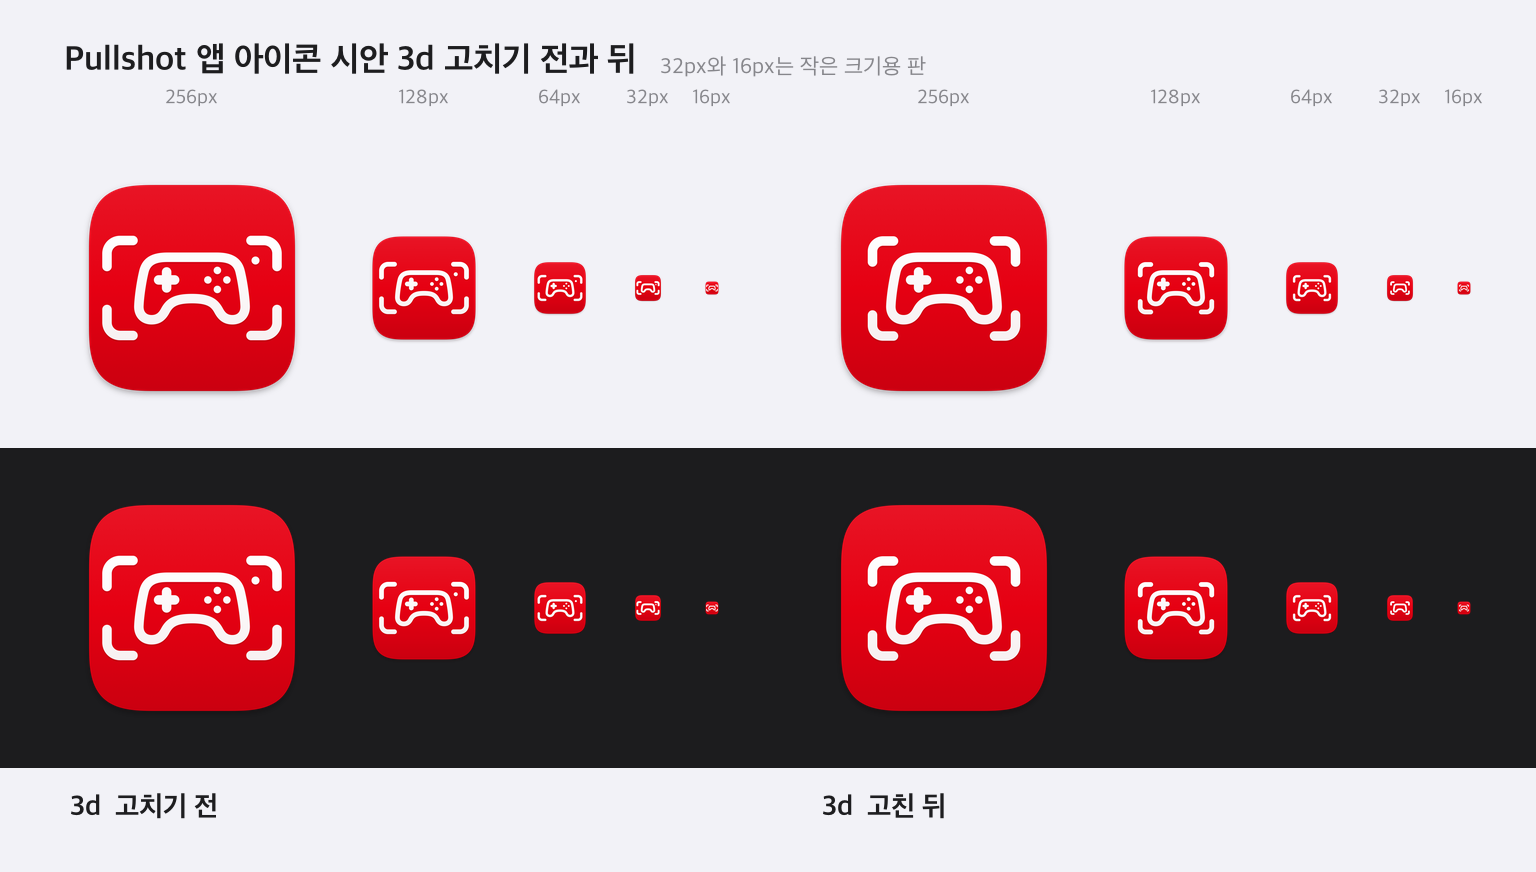 Pullshot 앱 아이콘 시안 3d 고치기 전과 뒤 32px와 16px는 작은 크기용 판
256px 128px 64px 32px 16px 256px 128px 64px 32px 16px
3d 고치기 전 3d 고친 뒤